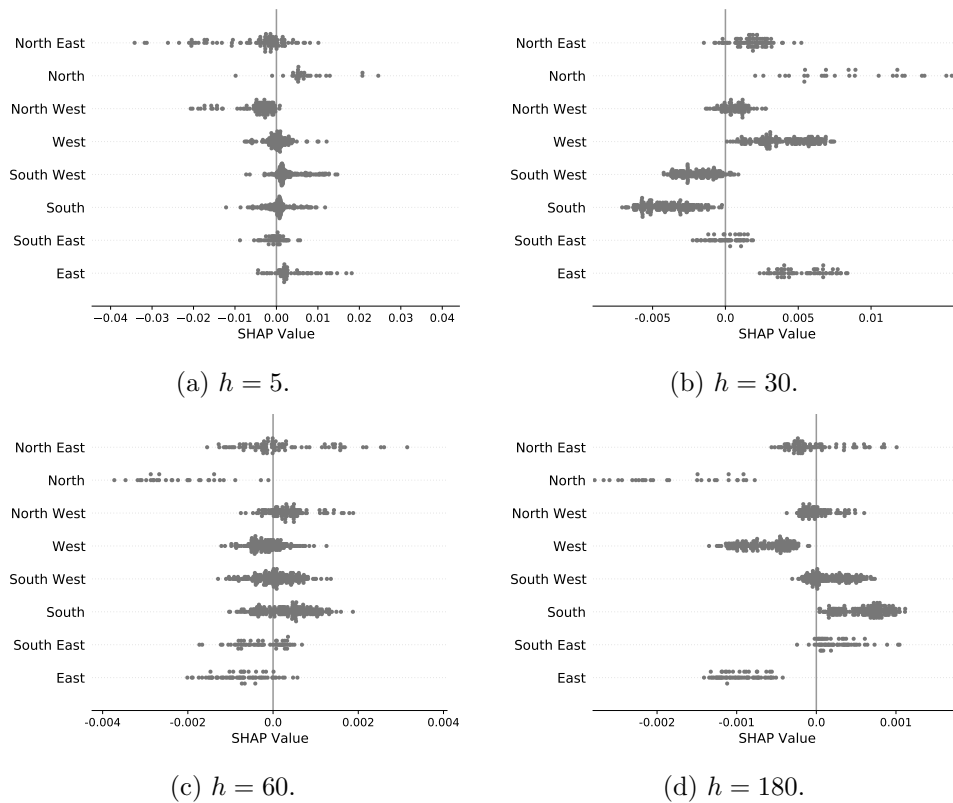 North East
North
North West
West
South West
South
South East
East
−0.04 −0.03 −0.02 −0.01 0.00 0.01 0.02 0.03 0.04
SHAP Value
(a) h = 5.
North East
North
North West
West
South West
South
South East
East
-0.005 0.0 0.005 0.01
SHAP Value
(b) h = 30.
North East
North
North West
West
South West
South
South East
East
-0.004 -0.002 0.0 0.002 0.004
SHAP Value
(c) h = 60.
North East
North
North West
West
South West
South
South East
East
-0.002 -0.001 0.0 0.001
SHAP Value
(d) h = 180.